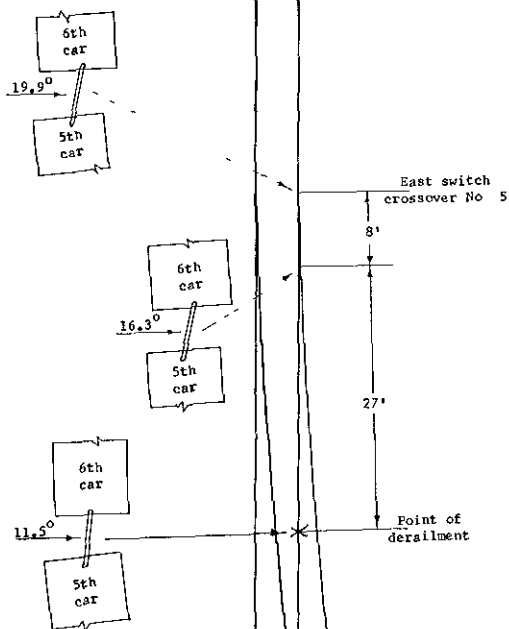 6th
car
19.9°
5th
car
East switch
crossover No 5
8'
6th
car
16.3°
5th
car
27'
6th
car
11.5°
Point of
derailment
5th
car